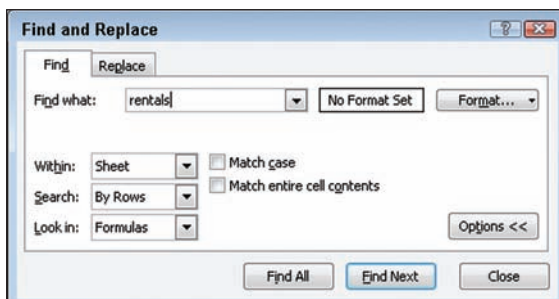 Find and Replace
Find Replace
Find what: rentals No Format Set Format...
Within: Sheet Match case
Search: By Rows Match entire cell contents
Look in: Formulas Options <<
Find All Find Next Close